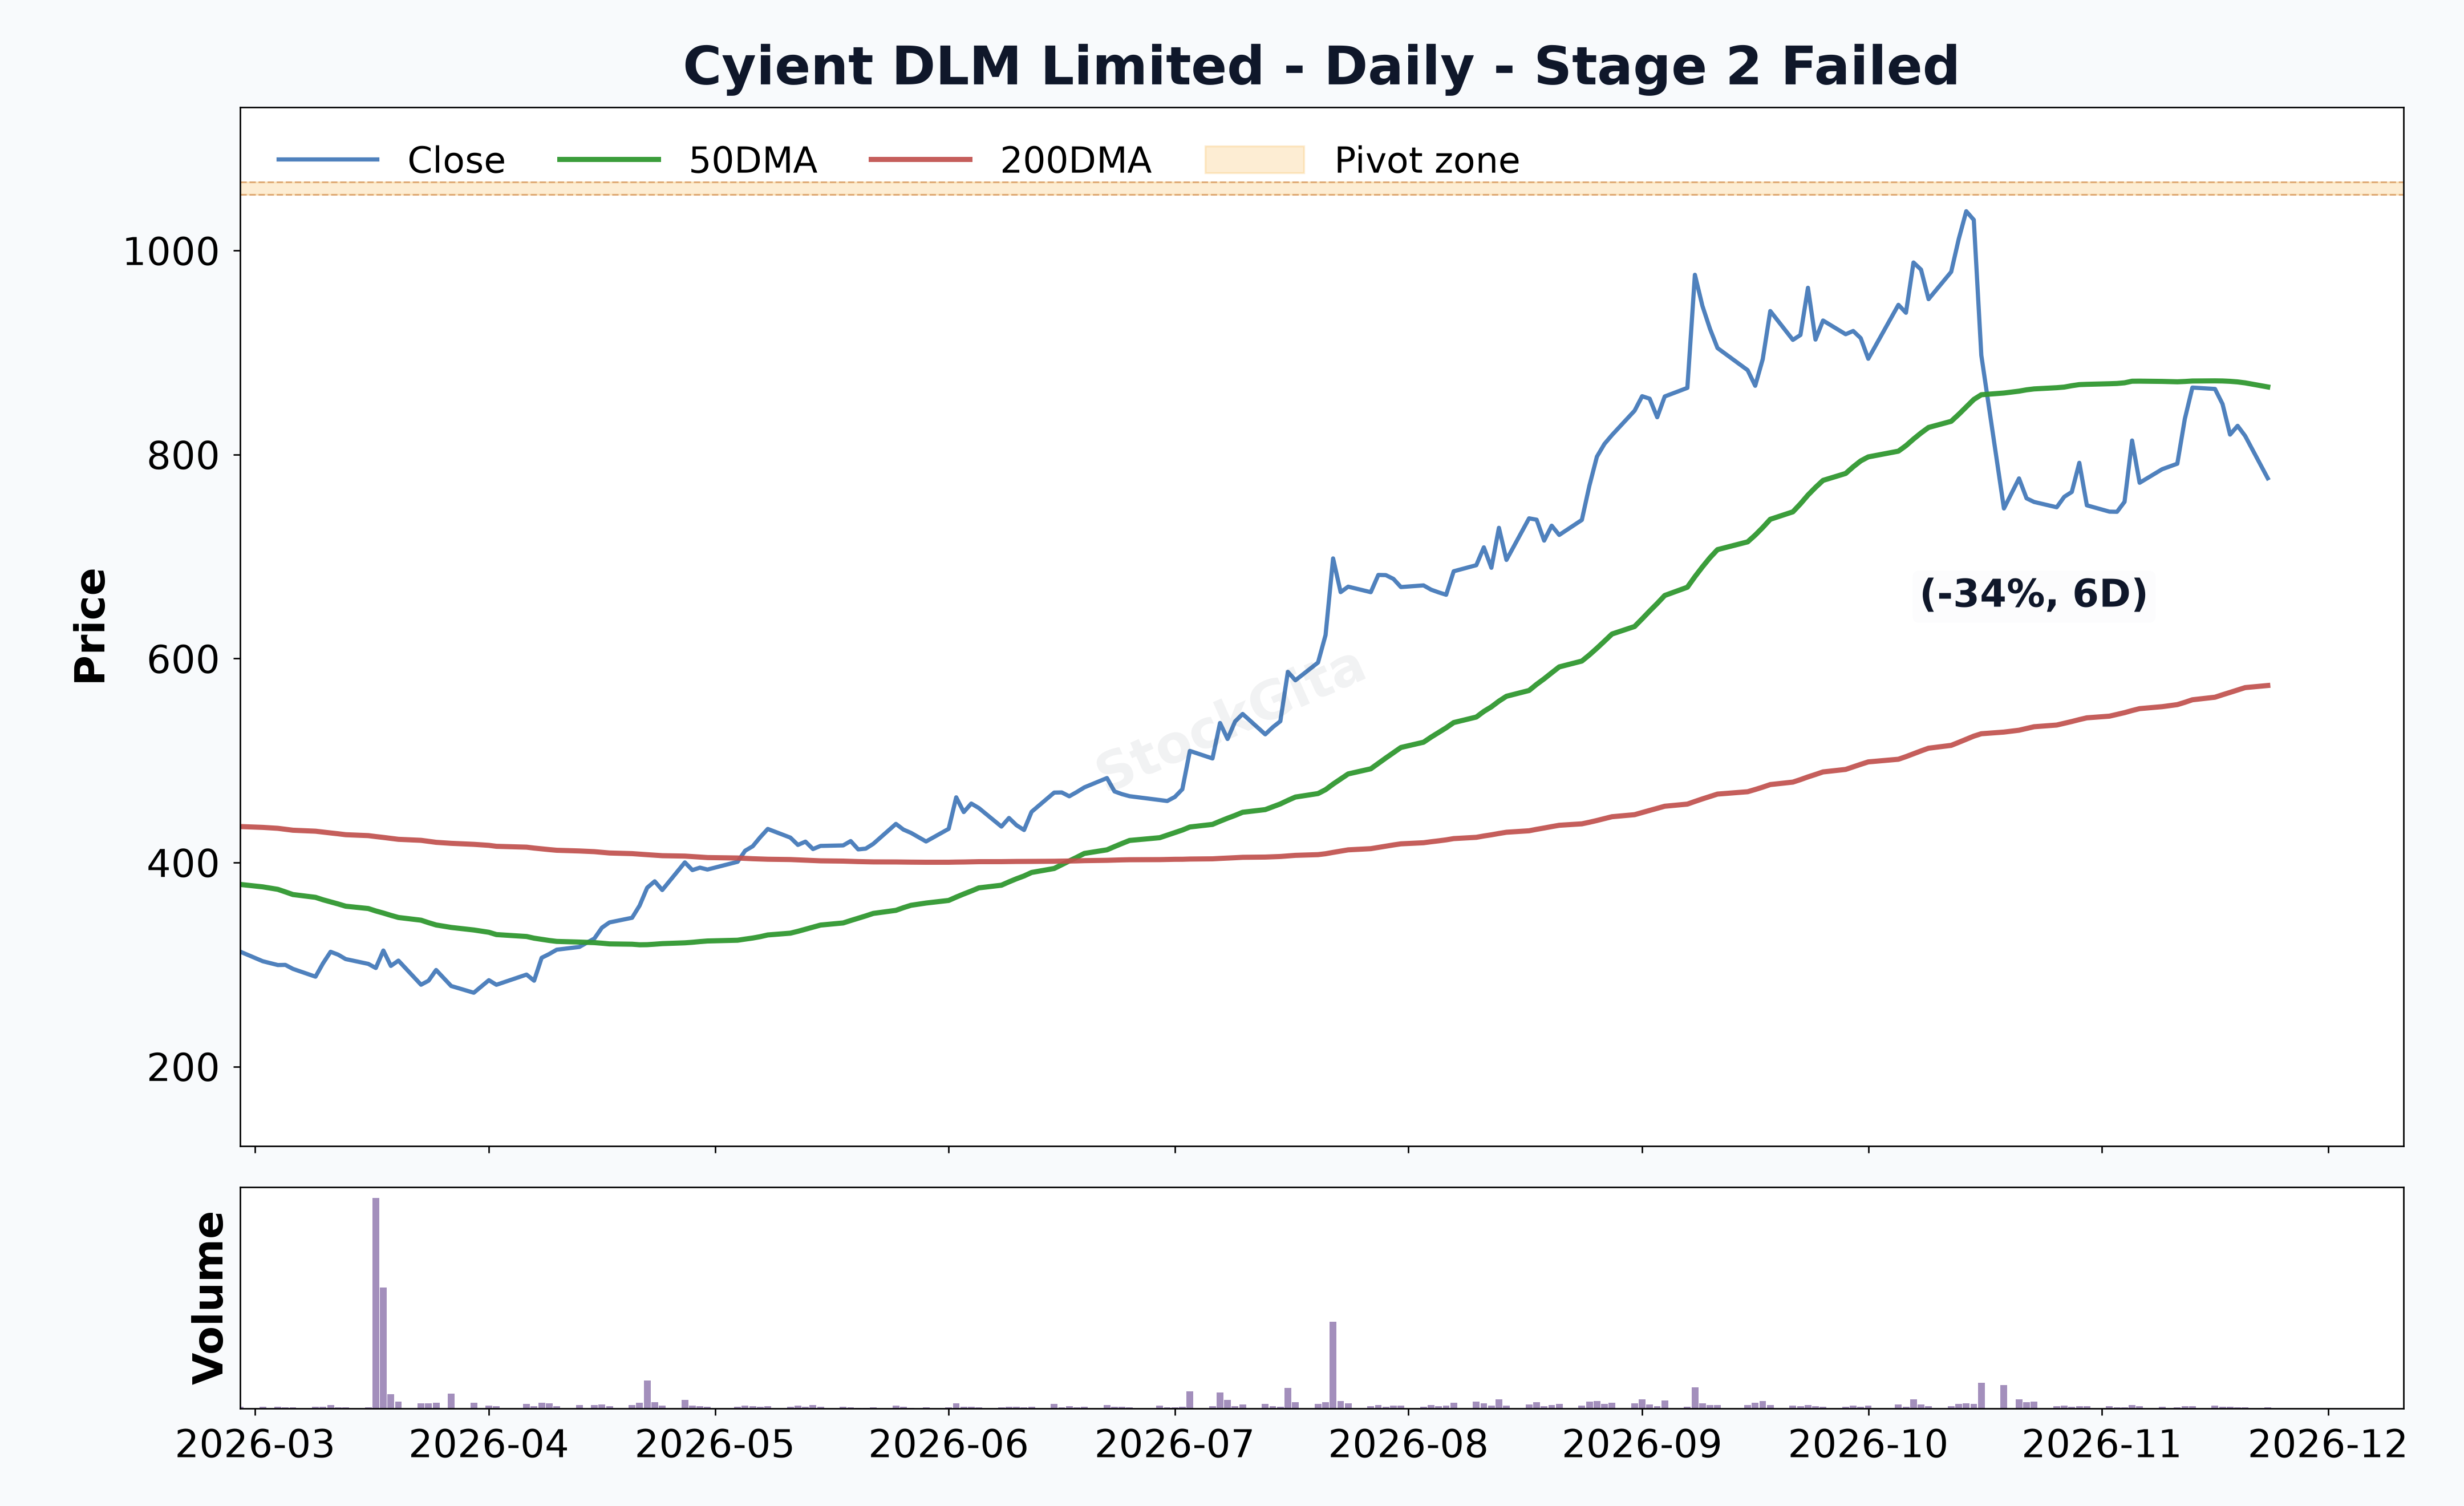 Cyient DLM Limited - Daily - Stage 2 Failed
Close 50DMA 200DMA Pivot zone
1000
800
600
400
200
Price
(-34%, 6D)
StockGita
Volume
2026-03 2026-04 2026-05 2026-06 2026-07 2026-08 2026-09 2026-10 2026-11 2026-12